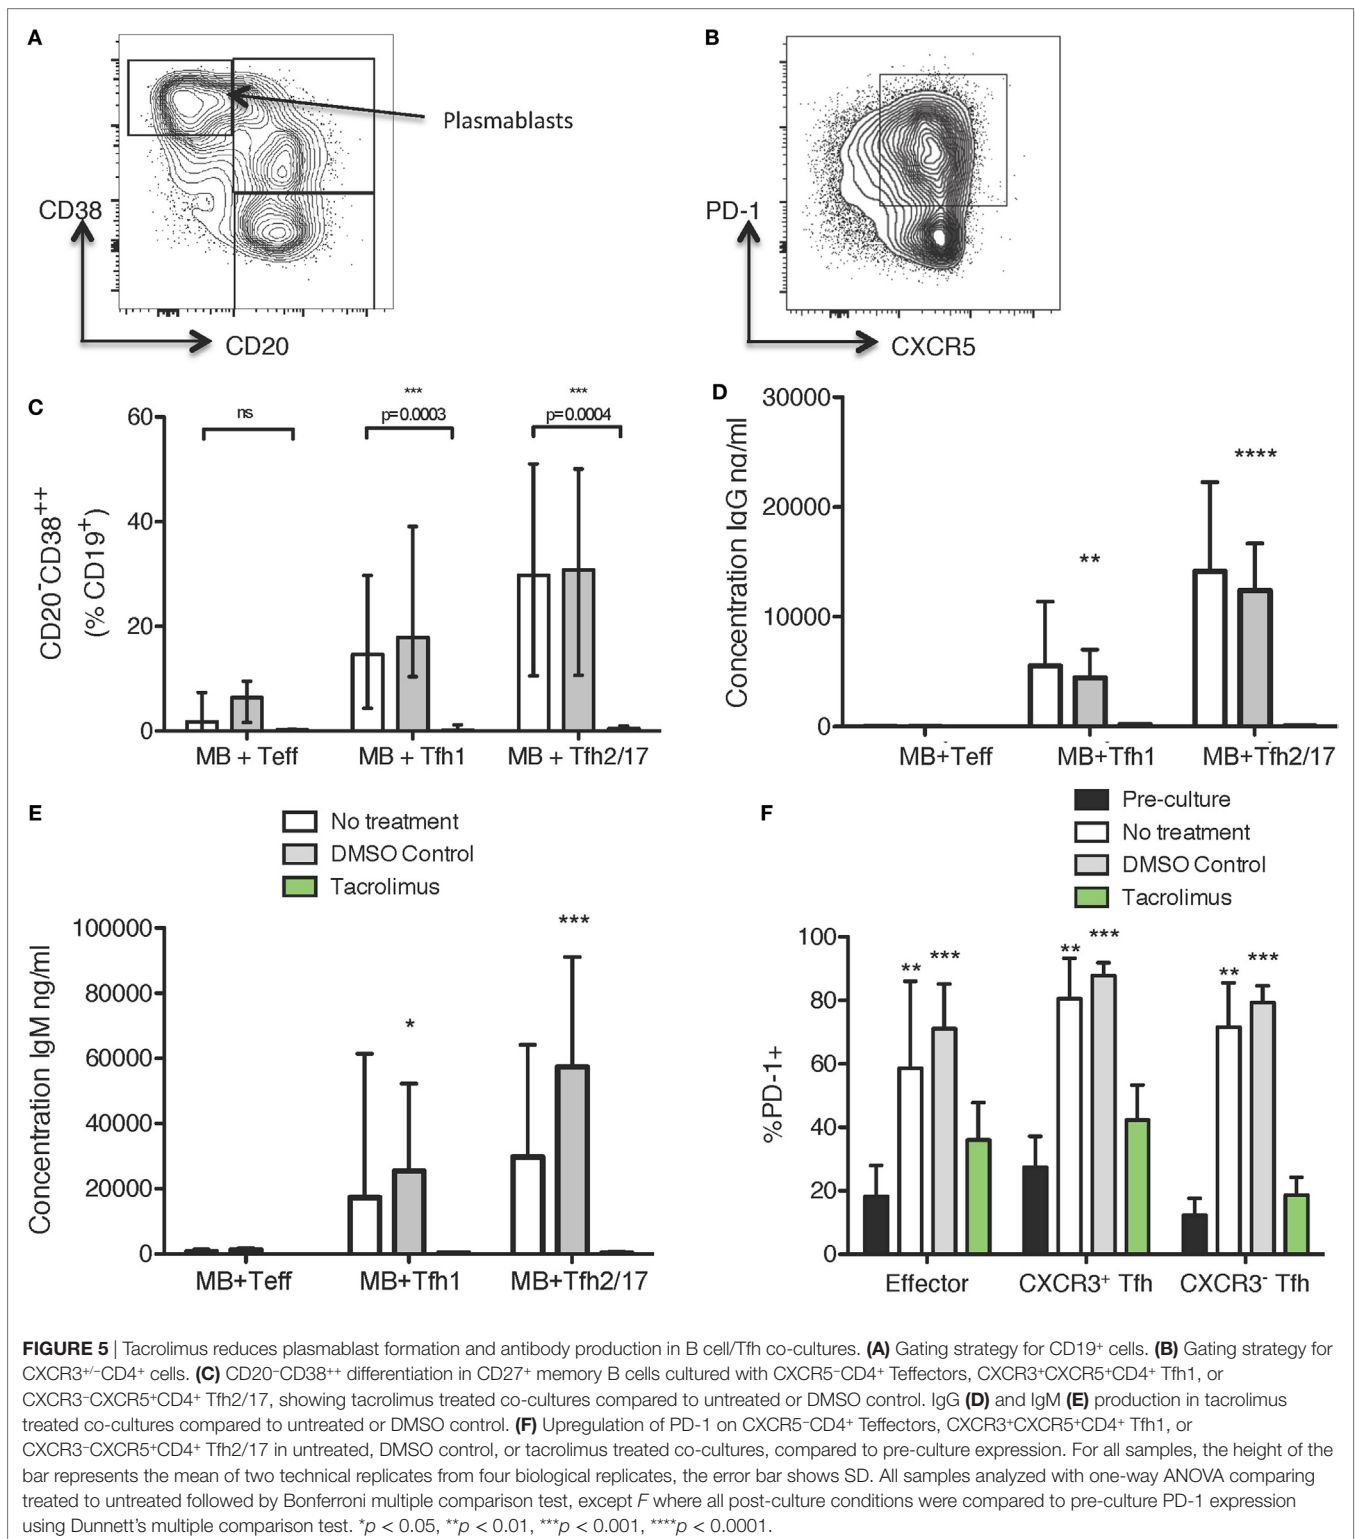 A
B
Plasmablasts
CD38
CD20
PD-1
CXCR5
C
CD20⁻CD38⁺⁺
(% CD19⁺)
60
40
20
0
ns
***
p=0.0003
***
p=0.0004
MB + Teff
MB + Tfh1
MB + Tfh2/17
D
Concentration IgG ng/ml
30000
20000
10000
0
**
****
MB+Teff
MB+Tfh1
MB+Tfh2/17
E
No treatment
DMSO Control
Tacrolimus
Concentration IgM ng/ml
100000
80000
60000
40000
20000
0
*
***
MB+Teff
MB+Tfh1
MB+Tfh2/17
F
Pre-culture
No treatment
DMSO Control
Tacrolimus
%PD-1+
100
80
60
40
20
0
**
***
**
***
**
***
Effector
CXCR3⁺ Tfh
CXCR3⁻ Tfh
FIGURE 5 | Tacrolimus reduces plasmablast formation and antibody production in B cell/Tfh co-cultures. (A) Gating strategy for CD19⁺ cells. (B) Gating strategy for
CXCR3⁺/⁻CD4⁺ cells. (C) CD20⁻CD38⁺⁺ differentiation in CD27⁺ memory B cells cultured with CXCR5⁻CD4⁺ Teffectors, CXCR3⁺CXCR5⁺CD4⁺ Tfh1, or
CXCR3⁻CXCR5⁺CD4⁺ Tfh2/17, showing tacrolimus treated co-cultures compared to untreated or DMSO control. IgG (D) and IgM (E) production in tacrolimus
treated co-cultures compared to untreated or DMSO control. (F) Upregulation of PD-1 on CXCR5⁻CD4⁺ Teffectors, CXCR3⁺CXCR5⁺CD4⁺ Tfh1, or
CXCR3⁻CXCR5⁺CD4⁺ Tfh2/17 in untreated, DMSO control, or tacrolimus treated co-cultures, compared to pre-culture expression. For all samples, the height of the
bar represents the mean of two technical replicates from four biological replicates, the error bar shows SD. All samples analyzed with one-way ANOVA comparing
treated to untreated followed by Bonferroni multiple comparison test, except F where all post-culture conditions were compared to pre-culture PD-1 expression
using Dunnett's multiple comparison test. *p < 0.05, **p < 0.01, ***p < 0.001, ****p < 0.0001.